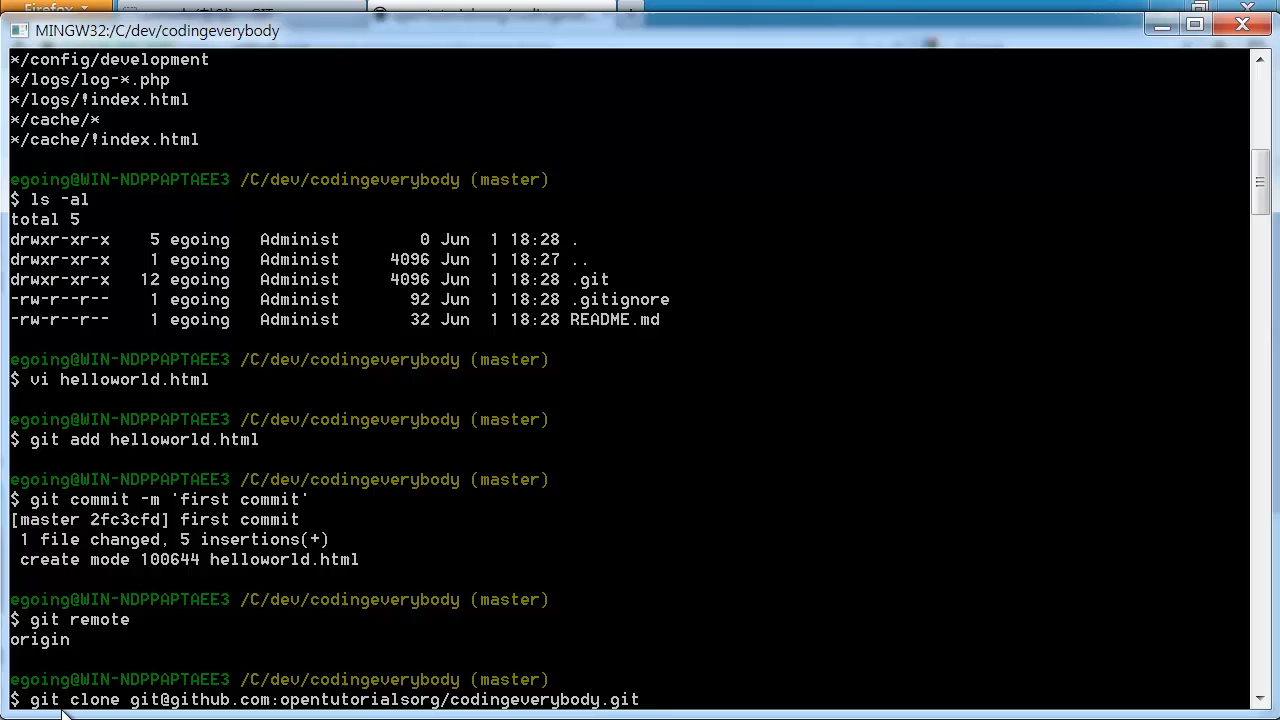 Firefox
MINGW32:/C/dev/codingeverybody
*/config/development
*/logs/log-*.php
*/logs/!index.html
*/cache/*
*/cache/!index.html
egoing@WIN-NDPPAPTAEE3 /C/dev/codingeverybody (master)
$ ls -al
total 5
drwxr-xr-x    5 egoing   Administ        0 Jun  1 18:28 .
drwxr-xr-x    1 egoing   Administ     4096 Jun  1 18:27 ..
drwxr-xr-x   12 egoing   Administ     4096 Jun  1 18:28 .git
-rw-r--r--    1 egoing   Administ       92 Jun  1 18:28 .gitignore
-rw-r--r--    1 egoing   Administ       32 Jun  1 18:28 README.md
egoing@WIN-NDPPAPTAEE3 /C/dev/codingeverybody (master)
$ vi helloworld.html
egoing@WIN-NDPPAPTAEE3 /C/dev/codingeverybody (master)
$ git add helloworld.html
egoing@WIN-NDPPAPTAEE3 /C/dev/codingeverybody (master)
$ git commit -m 'first commit'
[master 2fc3cfd] first commit
 1 file changed, 5 insertions(+)
 create mode 100644 helloworld.html
egoing@WIN-NDPPAPTAEE3 /C/dev/codingeverybody (master)
$ git remote
origin
egoing@WIN-NDPPAPTAEE3 /C/dev/codingeverybody (master)
$ git clone git@github.com:opentutorialsorg/codingeverybody.git